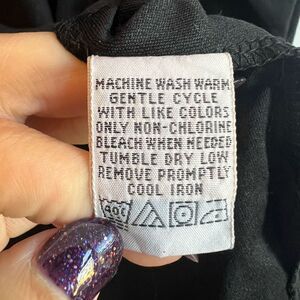 MACHINE WASH WARM
GENTLE CYCLE
WITH LIKE COLORS
ONLY NON-CHLORINE
BLEACH WHEN NEEDED
TUMBLE DRY LOW
REMOVE PROMPTLY
COOL IRON
40C